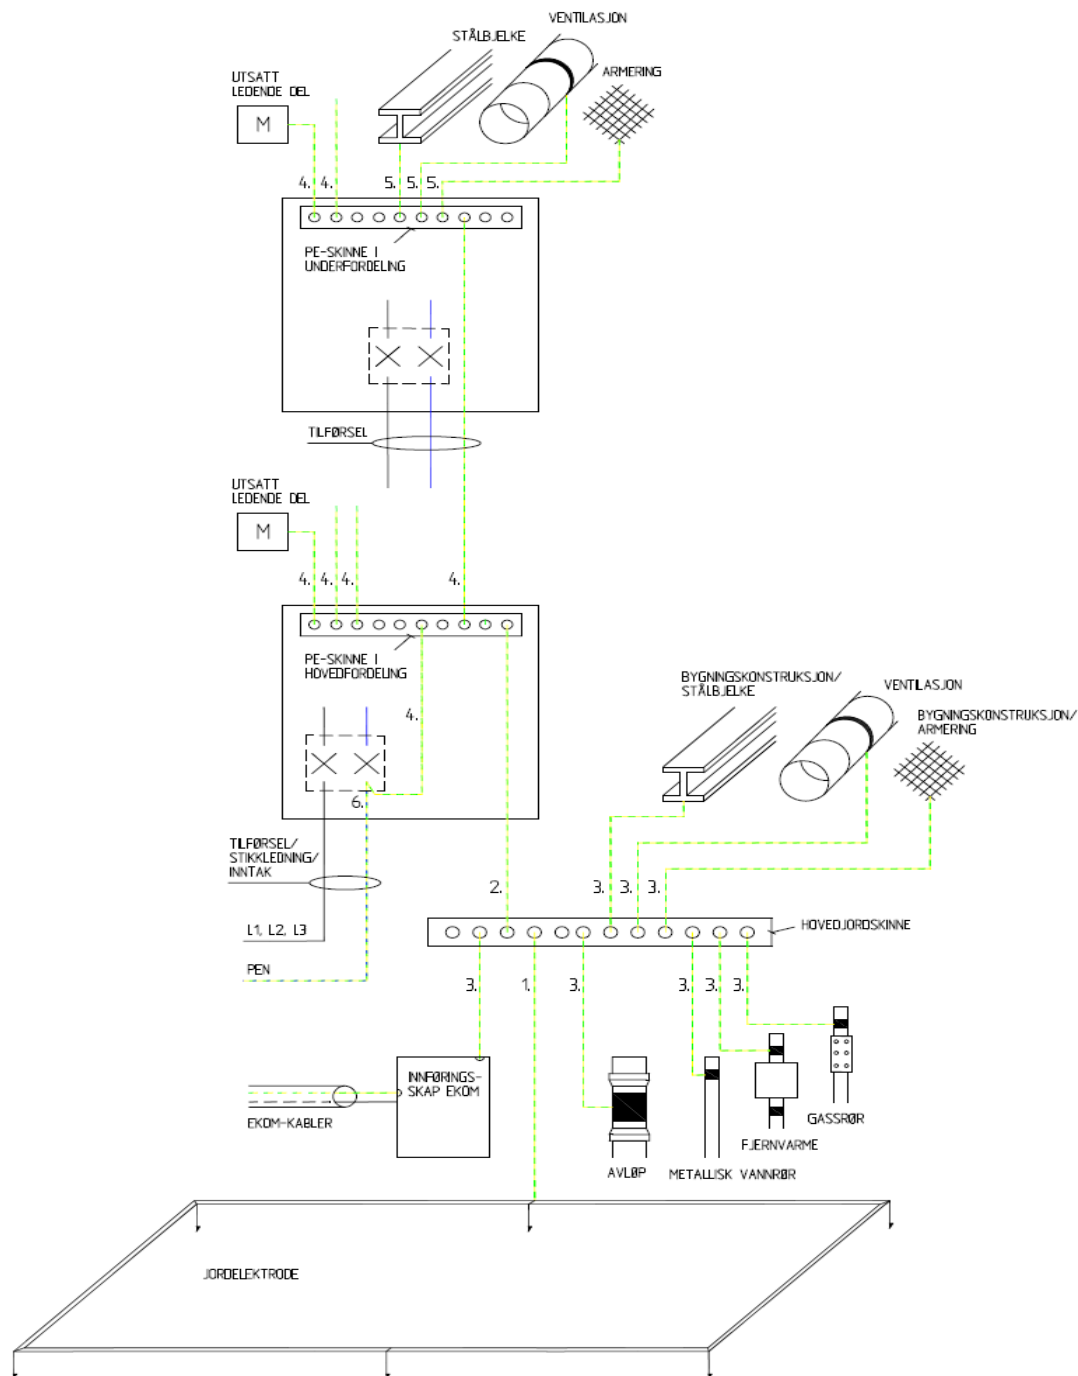 VENTILASJON
STÅLBJELKE
ARMERING
UTSATT
LEDENDE DEL
M
4. 4. 5. 5. 5.
PE-SKINNE I
UNDERFORDELING
TILFØRSEL
UTSATT
LEDENDE DEL
M
4. 4. 4. 4.
PE-SKINNE I
HOVEDFORDELING
4.
6.
BYGNINGSKONSTRUKSJON/
STÅLBJELKE
VENTILASJON
BYGNINGSKONSTRUKSJON/
ARMERING
TILFØRSEL/
STIKKLEDNING/
INNTAK
2. 3. 3. 3.
L1, L2, L3
HOVEDJORDSKINNE
PEN
3. 1. 3. 3. 3. 3.
INNFØRINGS-
SKAP EKOM
EKOM-KABLER
GASSRØR
FJERNVARME
AVLØP
METALLISK VANNRØR
JORDELEKTRODE